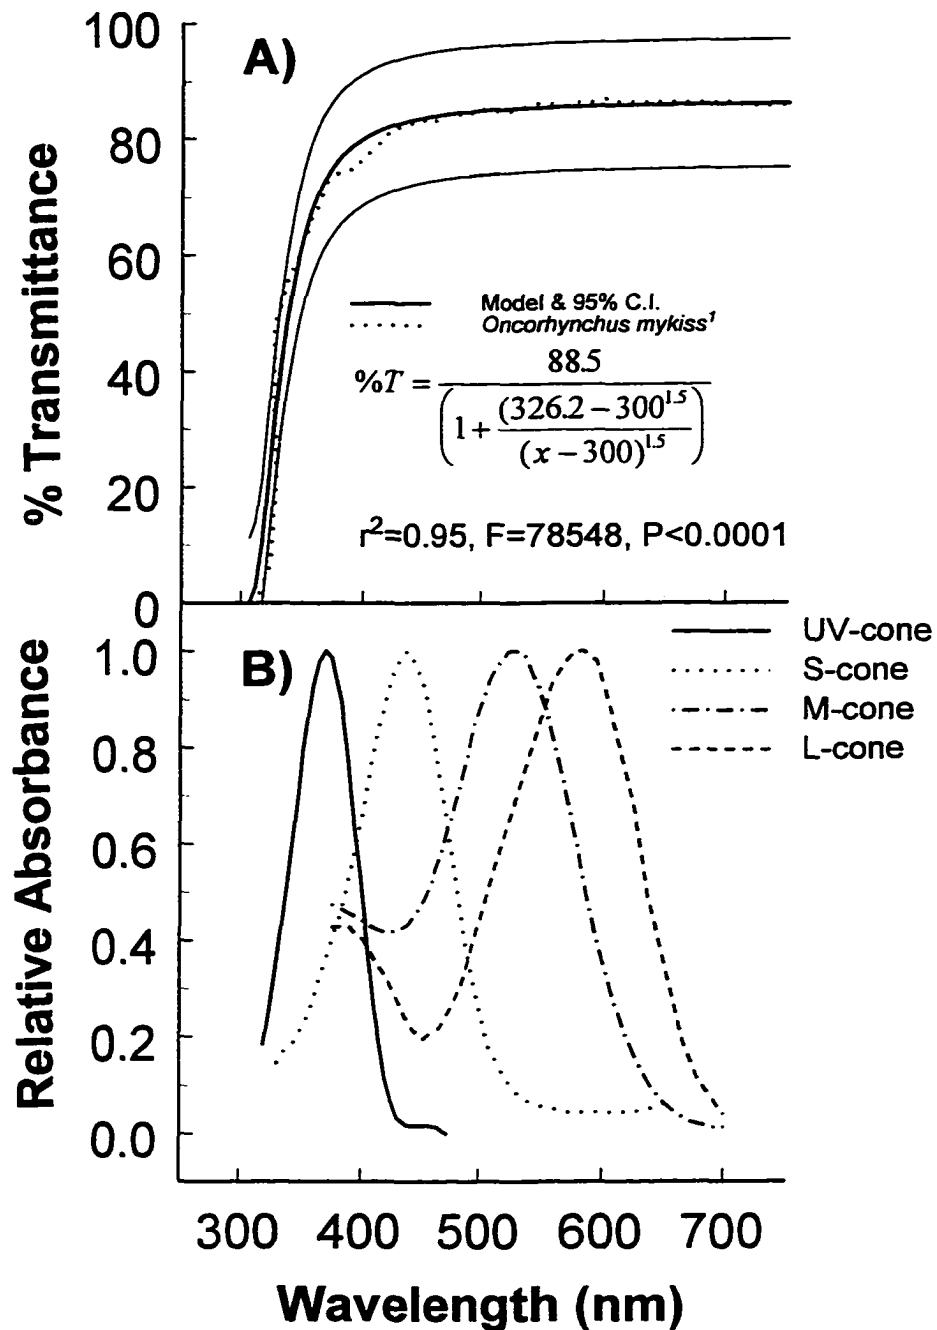 A)
100
80
60
40
20
0
% Transmittance
Model & 95% C.I.
Oncorhynchus mykiss¹
%T = 88.5 / (1 + (326.2 − 300^1.5) / (x − 300)^1.5)
r²=0.95, F=78548, P<0.0001
B)
1.0
0.8
0.6
0.4
0.2
0.0
Relative Absorbance
UV-cone
S-cone
M-cone
L-cone
300 400 500 600 700
Wavelength (nm)